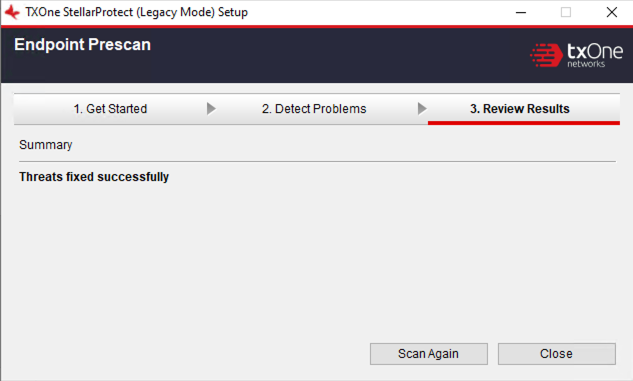 TXOne StellarProtect (Legacy Mode) Setup
Endpoint Prescan
txOne
networks
1. Get Started
2. Detect Problems
3. Review Results
Summary
Threats fixed successfully
Scan Again
Close